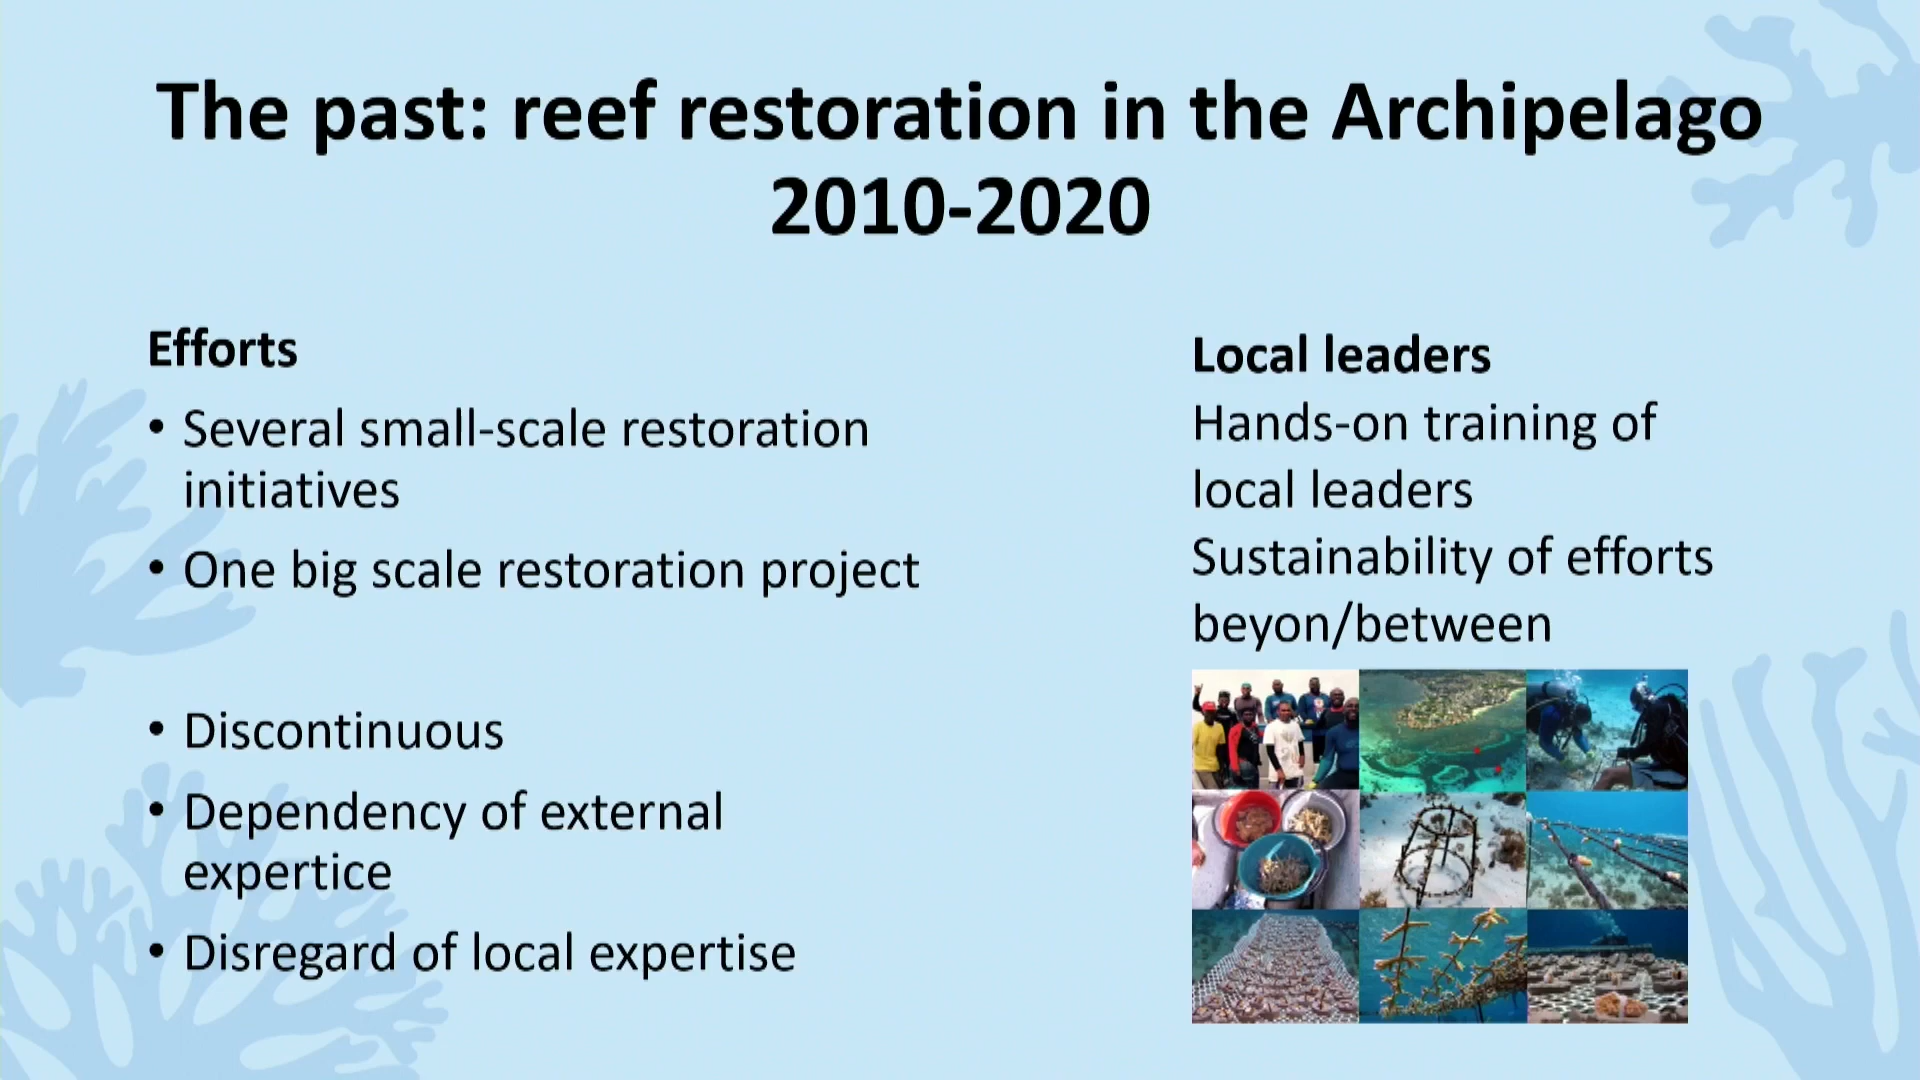 The past: reef restoration in the Archipelago
2010-2020
Efforts
• Several small-scale restoration
initiatives
• One big scale restoration project
• Discontinuous
• Dependency of external
expertice
• Disregard of local expertise
Local leaders
Hands-on training of
local leaders
Sustainability of efforts
beyon/between